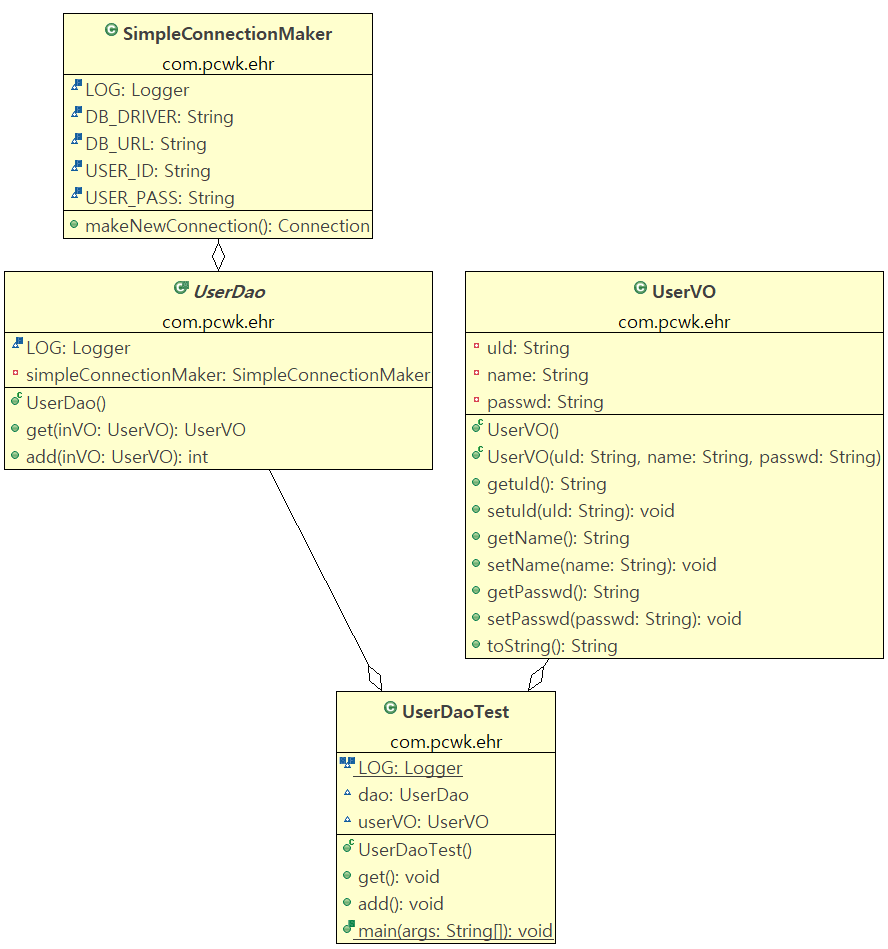 SimpleConnectionMaker
com.pcwk.ehr
LOG: Logger
DB_DRIVER: String
DB_URL: String
USER_ID: String
USER_PASS: String
makeNewConnection(): Connection
UserDao
com.pcwk.ehr
LOG: Logger
simpleConnectionMaker: SimpleConnectionMaker
UserDao()
get(inVO: UserVO): UserVO
add(inVO: UserVO): int
UserVO
com.pcwk.ehr
uId: String
name: String
passwd: String
UserVO()
UserVO(uId: String, name: String, passwd: String)
getuId(): String
setuId(uId: String): void
getName(): String
setName(name: String): void
getPasswd(): String
setPasswd(passwd: String): void
toString(): String
UserDaoTest
com.pcwk.ehr
LOG: Logger
dao: UserDao
userVO: UserVO
UserDaoTest()
get(): void
add(): void
main(args: String[]): void